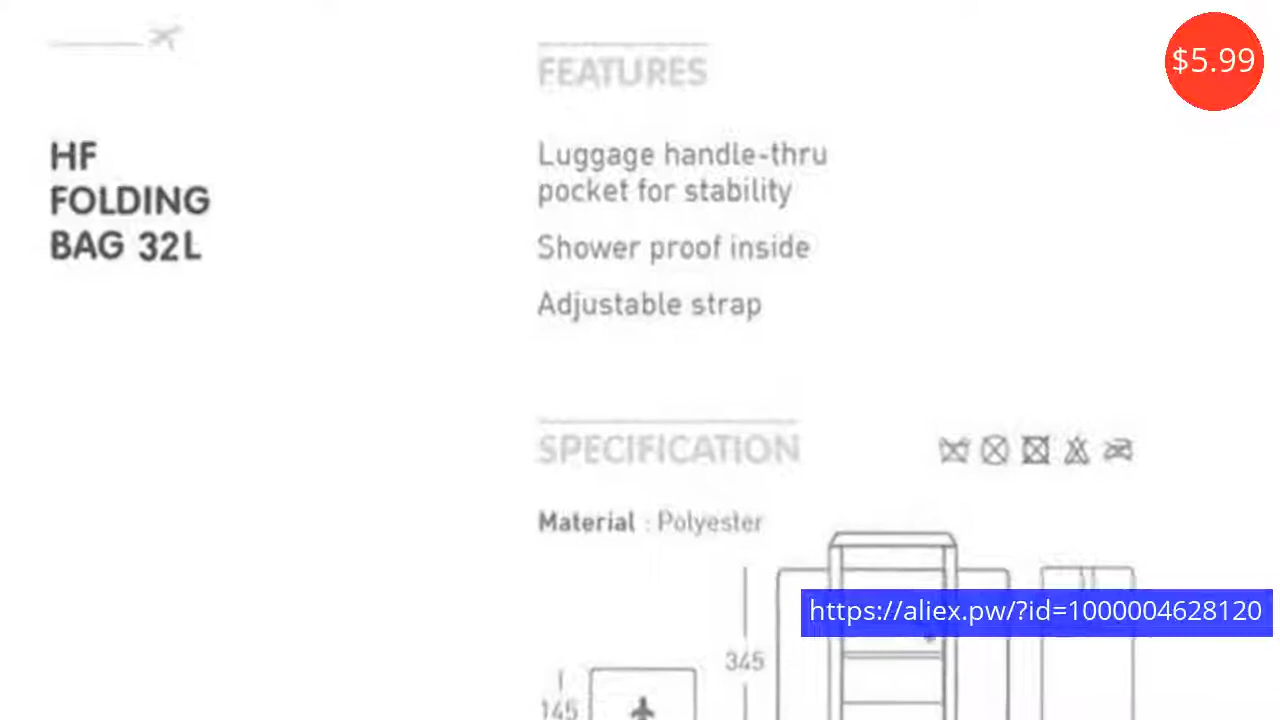 $5.99
FEATURES
HF
FOLDING
BAG 32L
Luggage handle-thru
pocket for stability
Shower proof inside
Adjustable strap
SPECIFICATION
Material : Polyester
https://aliex.pw/?id=1000004628120
345
145